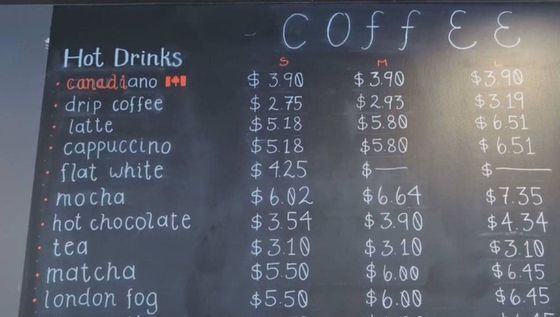 - COFFEE
Hot Drinks S M L
· canadiano $3.90 $3.90 $3.90
· drip coffee $2.75 $2.93 $3.19
· latte $5.18 $5.80 $6.51
· cappuccino $5.18 $5.80 $6.51
· flat white $4.25 $— $—
· mocha $6.02 $6.64 $7.35
· hot chocolate $3.54 $3.90 $4.34
· tea $3.10 $3.10 $3.10
· matcha $5.50 $6.00 $6.45
· london fog $5.50 $6.00 $6.45